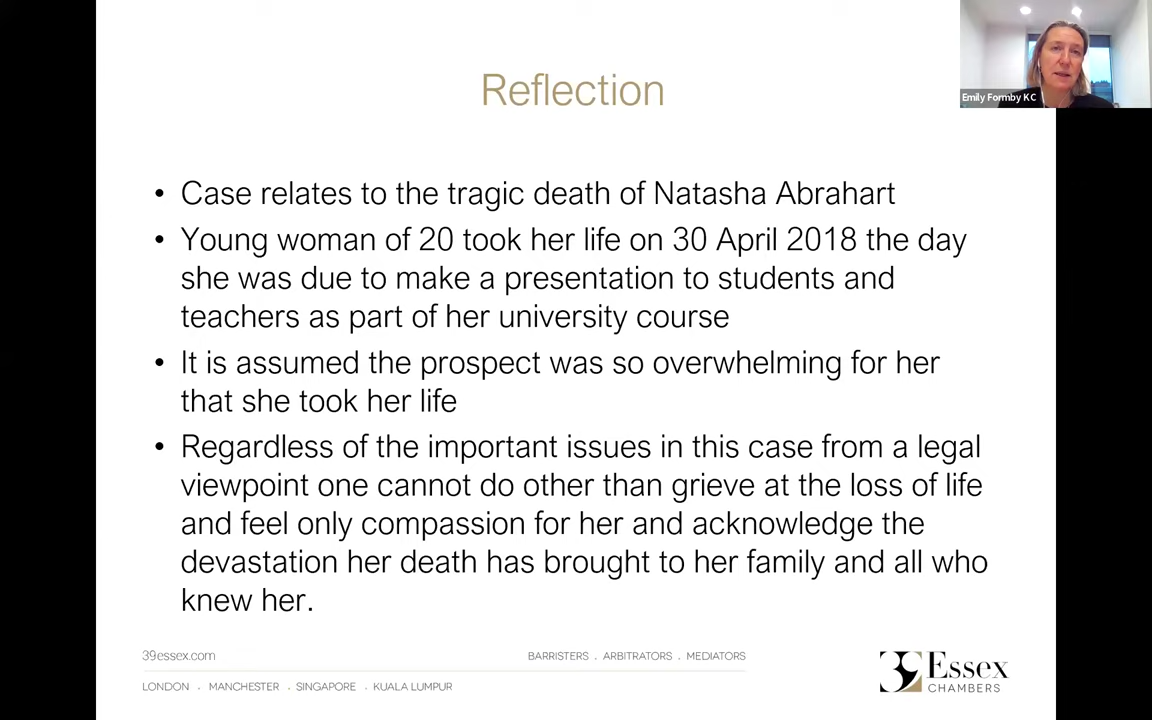 Reflection
Emily Formby KC
• Case relates to the tragic death of Natasha Abrahart
• Young woman of 20 took her life on 30 April 2018 the day
she was due to make a presentation to students and
teachers as part of her university course
• It is assumed the prospect was so overwhelming for her
that she took her life
• Regardless of the important issues in this case from a legal
viewpoint one cannot do other than grieve at the loss of life
and feel only compassion for her and acknowledge the
devastation her death has brought to her family and all who
knew her.
39essex.com
BARRISTERS . ARBITRATORS . MEDIATORS
LONDON . MANCHESTER . SINGAPORE . KUALA LUMPUR
39 Essex
CHAMBERS